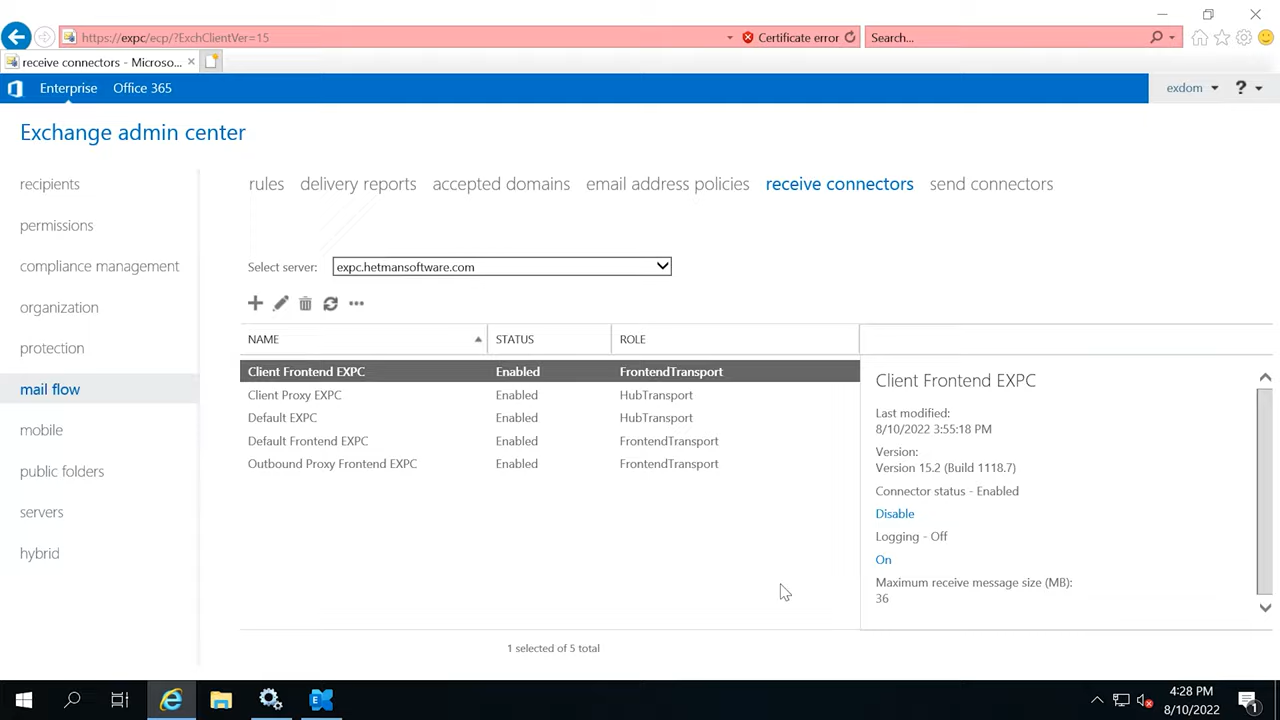 https://expc/ecp/?ExchClientVer=15
Certificate error
Search...
receive connectors - Microso...
Enterprise
Office 365
exdom
?
Exchange admin center
recipients
permissions
compliance management
organization
protection
mail flow
mobile
public folders
servers
hybrid
rules
delivery reports
accepted domains
email address policies
receive connectors
send connectors
Select server:
expc.hetmansoftware.com
NAME STATUS ROLE
Client Frontend EXPC Enabled FrontendTransport
Client Proxy EXPC Enabled HubTransport
Default EXPC Enabled HubTransport
Default Frontend EXPC Enabled FrontendTransport
Outbound Proxy Frontend EXPC Enabled FrontendTransport
1 selected of 5 total
Client Frontend EXPC
Last modified:
8/10/2022 3:55:18 PM
Version:
Version 15.2 (Build 1118.7)
Connector status - Enabled
Disable
Logging - Off
On
Maximum receive message size (MB):
36
4:28 PM
8/10/2022
1